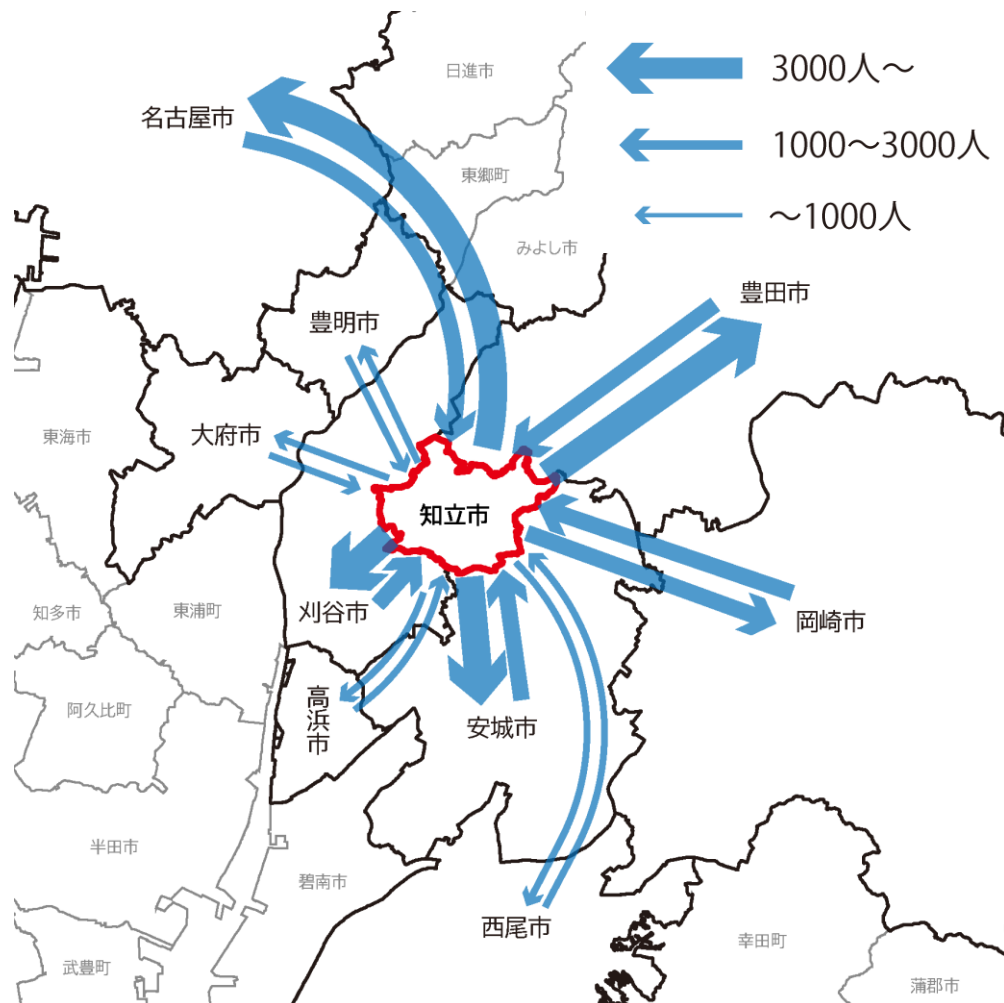 日進市
3000人～
名古屋市
1000～3000人
東郷町
～1000人
みよし市
豊田市
豊明市
大府市
東海市
知立市
知多市
東浦町
刈谷市
岡崎市
高浜市
阿久比町
安城市
半田市
碧南市
西尾市
幸田町
武豊町
蒲郡市